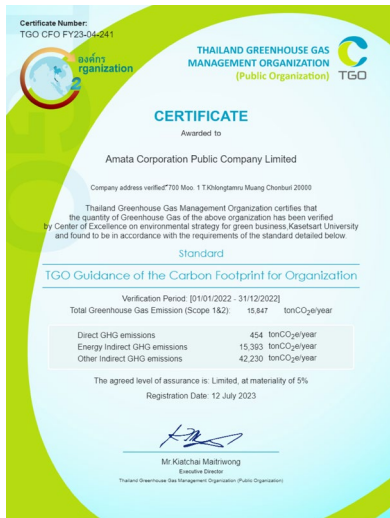 Certificate Number:
TGO CFO FY23-04-241
องค์กร
rganization
2
THAILAND GREENHOUSE GAS
MANAGEMENT ORGANIZATION
(Public Organization)
TGO
CERTIFICATE
Awarded to
Amata Corporation Public Company Limited
Company address verified"700 Moo. 1 T.Khlongtamru Muang Chonburi 20000
Thailand Greenhouse Gas Management Organization certifies that
the quantity of Greenhouse Gas of the above organization has been verified
by Center of Excellence on environmental strategy for green business,Kasetsart University
and found to be in accordance with the requirements of the standard detailed below.
Standard
TGO Guidance of the Carbon Footprint for Organization
Verification Period: [01/01/2022 - 31/12/2022]
Total Greenhouse Gas Emission (Scope 1&2): 15,847 tonCO₂e/year
Direct GHG emissions 454 tonCO₂e/year
Energy Indirect GHG emissions 15,393 tonCO₂e/year
Other Indirect GHG emissions 42,230 tonCO₂e/year
The agreed level of assurance is: Limited, at materiality of 5%
Registration Date: 12 July 2023
Mr.Kiatchai Maitriwong
Executive Director
Thailand Greenhouse Gas Management Organization (Public Organization)